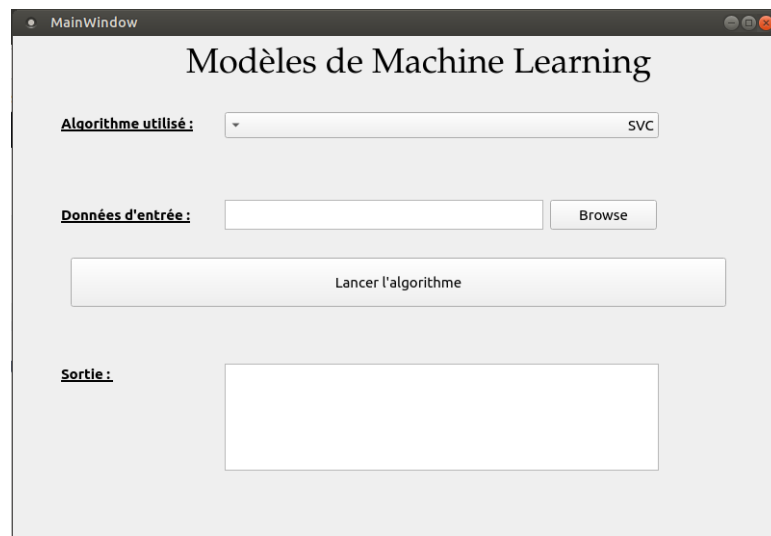 MainWindow
Modèles de Machine Learning
Algorithme utilisé :
SVC
Données d'entrée :
Browse
Lancer l'algorithme
Sortie :